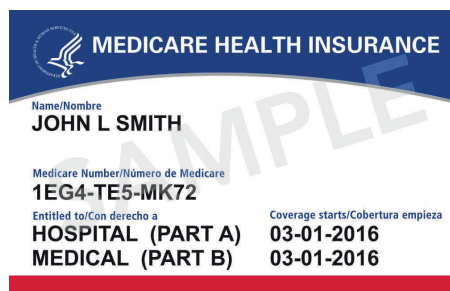 MEDICARE HEALTH INSURANCE
Name/Nombre
JOHN L SMITH
Medicare Number/Número de Medicare
1EG4-TE5-MK72
Entitled to/Con derecho a
Coverage starts/Cobertura empieza
HOSPITAL (PART A) 03-01-2016
MEDICAL (PART B) 03-01-2016
SAMPLE